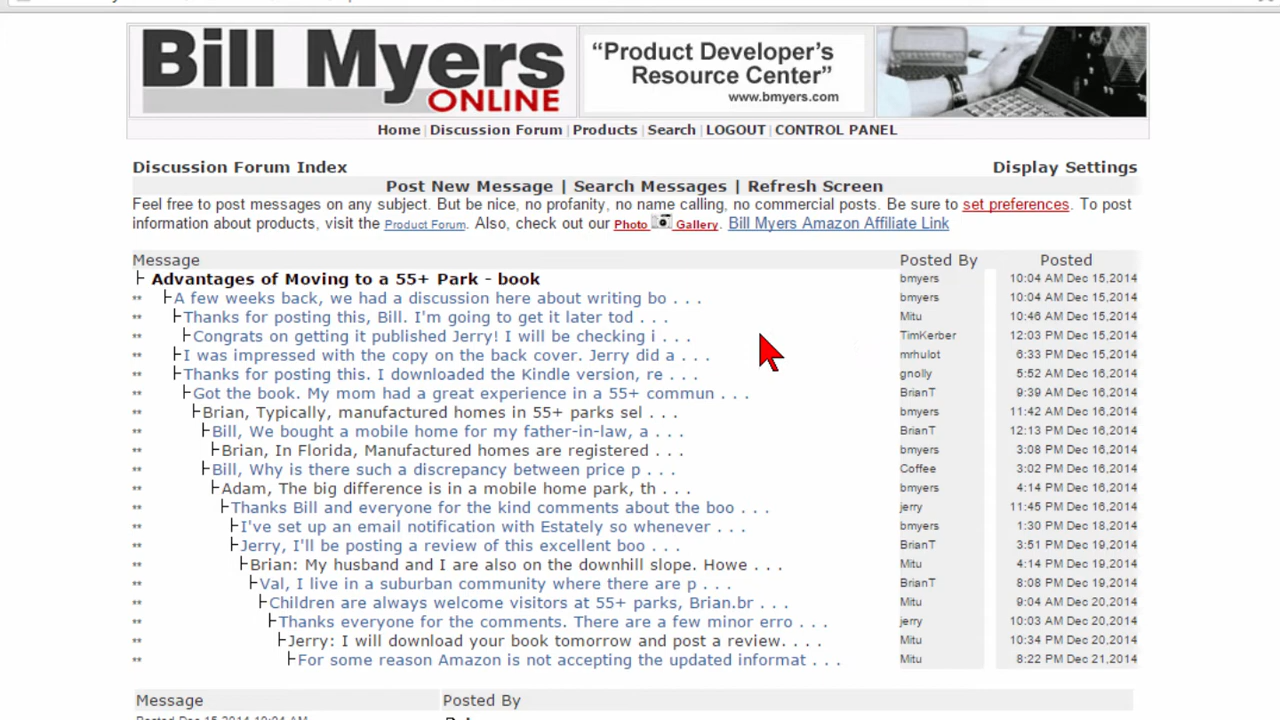 Bill Myers
ONLINE
“Product Developer’s
Resource Center”
www.bmyers.com
Home | Discussion Forum | Products | Search | LOGOUT | CONTROL PANEL
Discussion Forum Index Display Settings
Post New Message | Search Messages | Refresh Screen
Feel free to post messages on any subject. But be nice, no profanity, no name calling, no commercial posts. Be sure to set preferences. To post
information about products, visit the Product Forum. Also, check out our Photo Gallery. Bill Myers Amazon Affiliate Link
Message Posted By Posted
Advantages of Moving to a 55+ Park - book bmyers 10:04 AM Dec 15,2014
** A few weeks back, we had a discussion here about writing bo . . . bmyers 10:04 AM Dec 15,2014
** Thanks for posting this, Bill. I'm going to get it later tod . . . Mitu 10:46 AM Dec 15,2014
** Congrats on getting it published Jerry! I will be checking i . . . TimKerber 12:03 PM Dec 15,2014
** I was impressed with the copy on the back cover. Jerry did a . . . mrhulot 6:33 PM Dec 15,2014
** Thanks for posting this. I downloaded the Kindle version, re . . . gnolly 5:52 AM Dec 16,2014
** Got the book. My mom had a great experience in a 55+ commun . . . BrianT 9:39 AM Dec 16,2014
** Brian, Typically, manufactured homes in 55+ parks sel . . . bmyers 11:42 AM Dec 16,2014
** Bill, We bought a mobile home for my father-in-law, a . . . BrianT 12:13 PM Dec 16,2014
** Brian, In Florida, Manufactured homes are registered . . . bmyers 3:08 PM Dec 16,2014
** Bill, Why is there such a discrepancy between price p . . . Coffee 3:02 PM Dec 16,2014
** Adam, The big difference is in a mobile home park, th . . . bmyers 4:14 PM Dec 16,2014
** Thanks Bill and everyone for the kind comments about the boo . . . jerry 11:45 PM Dec 16,2014
** I've set up an email notification with Estately so whenever . . . bmyers 1:30 PM Dec 18,2014
** Jerry, I'll be posting a review of this excellent boo . . . BrianT 3:51 PM Dec 19,2014
** Brian: My husband and I are also on the downhill slope. Howe . . . Mitu 4:14 PM Dec 19,2014
** Val, I live in a suburban community where there are p . . . BrianT 8:08 PM Dec 19,2014
** Children are always welcome visitors at 55+ parks, Brian.br . . . Mitu 9:04 AM Dec 20,2014
** Thanks everyone for the comments. There are a few minor erro . . . jerry 10:03 AM Dec 20,2014
** Jerry: I will download your book tomorrow and post a review. . . . Mitu 10:34 PM Dec 20,2014
** For some reason Amazon is not accepting the updated informat . . . Mitu 8:22 PM Dec 21,2014
Message Posted By